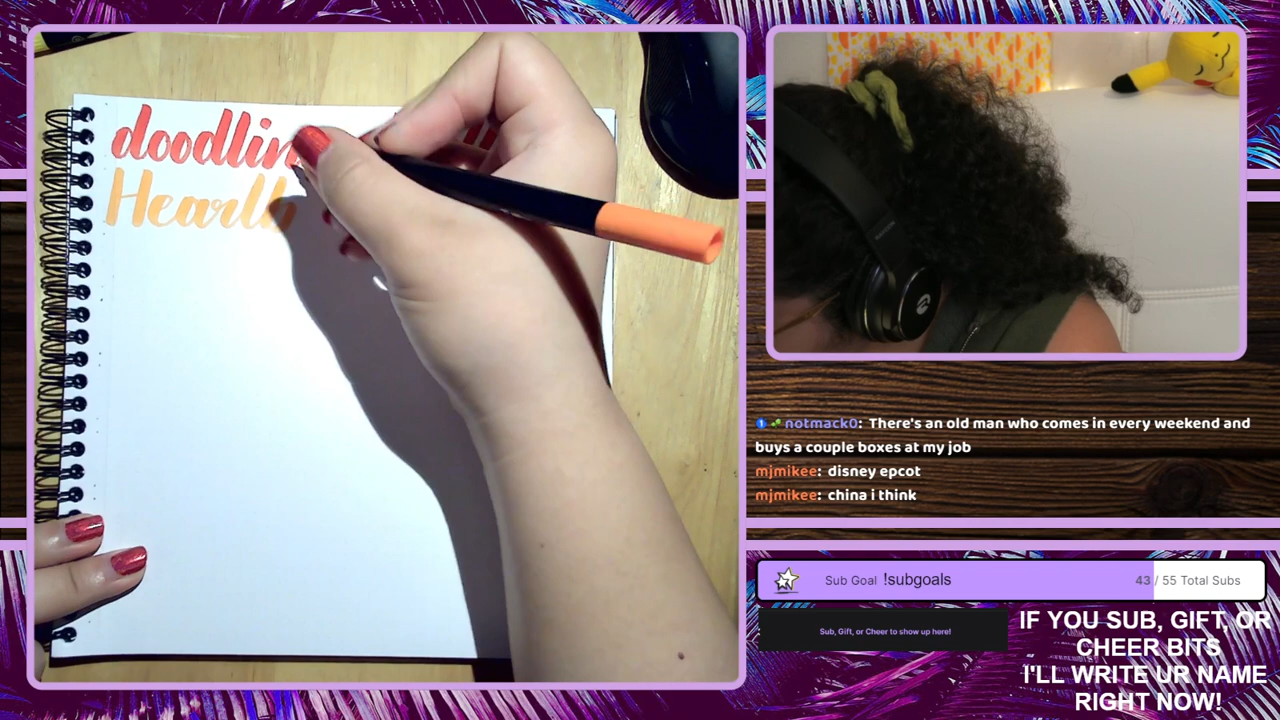 doodlin
Hearth
notmack0: There's an old man who comes in every weekend and
buys a couple boxes at my job
mjmikee: disney epcot
mjmikee: china i think
Sub Goal !subgoals
43 / 55 Total Subs
Sub, Gift, or Cheer to show up here!
IF YOU SUB, GIFT, OR
CHEER BITS
I'LL WRITE UR NAME
RIGHT NOW!